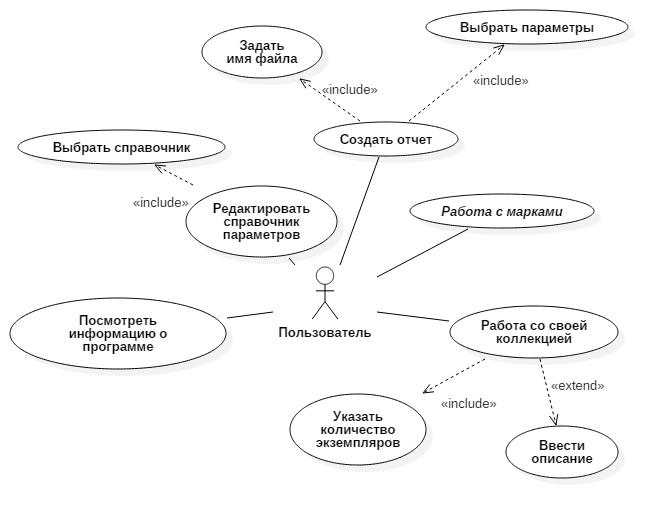 Выбрать параметры
Задать
имя файла
«include»
«include»
Создать отчет
Выбрать справочник
«include»
Редактировать
справочник
параметров
Работа с марками
Посмотреть
информацию о
программе
Пользователь
Работа со своей
коллекцией
«include»
«extend»
Указать
количество
экземпляров
Ввести
описание